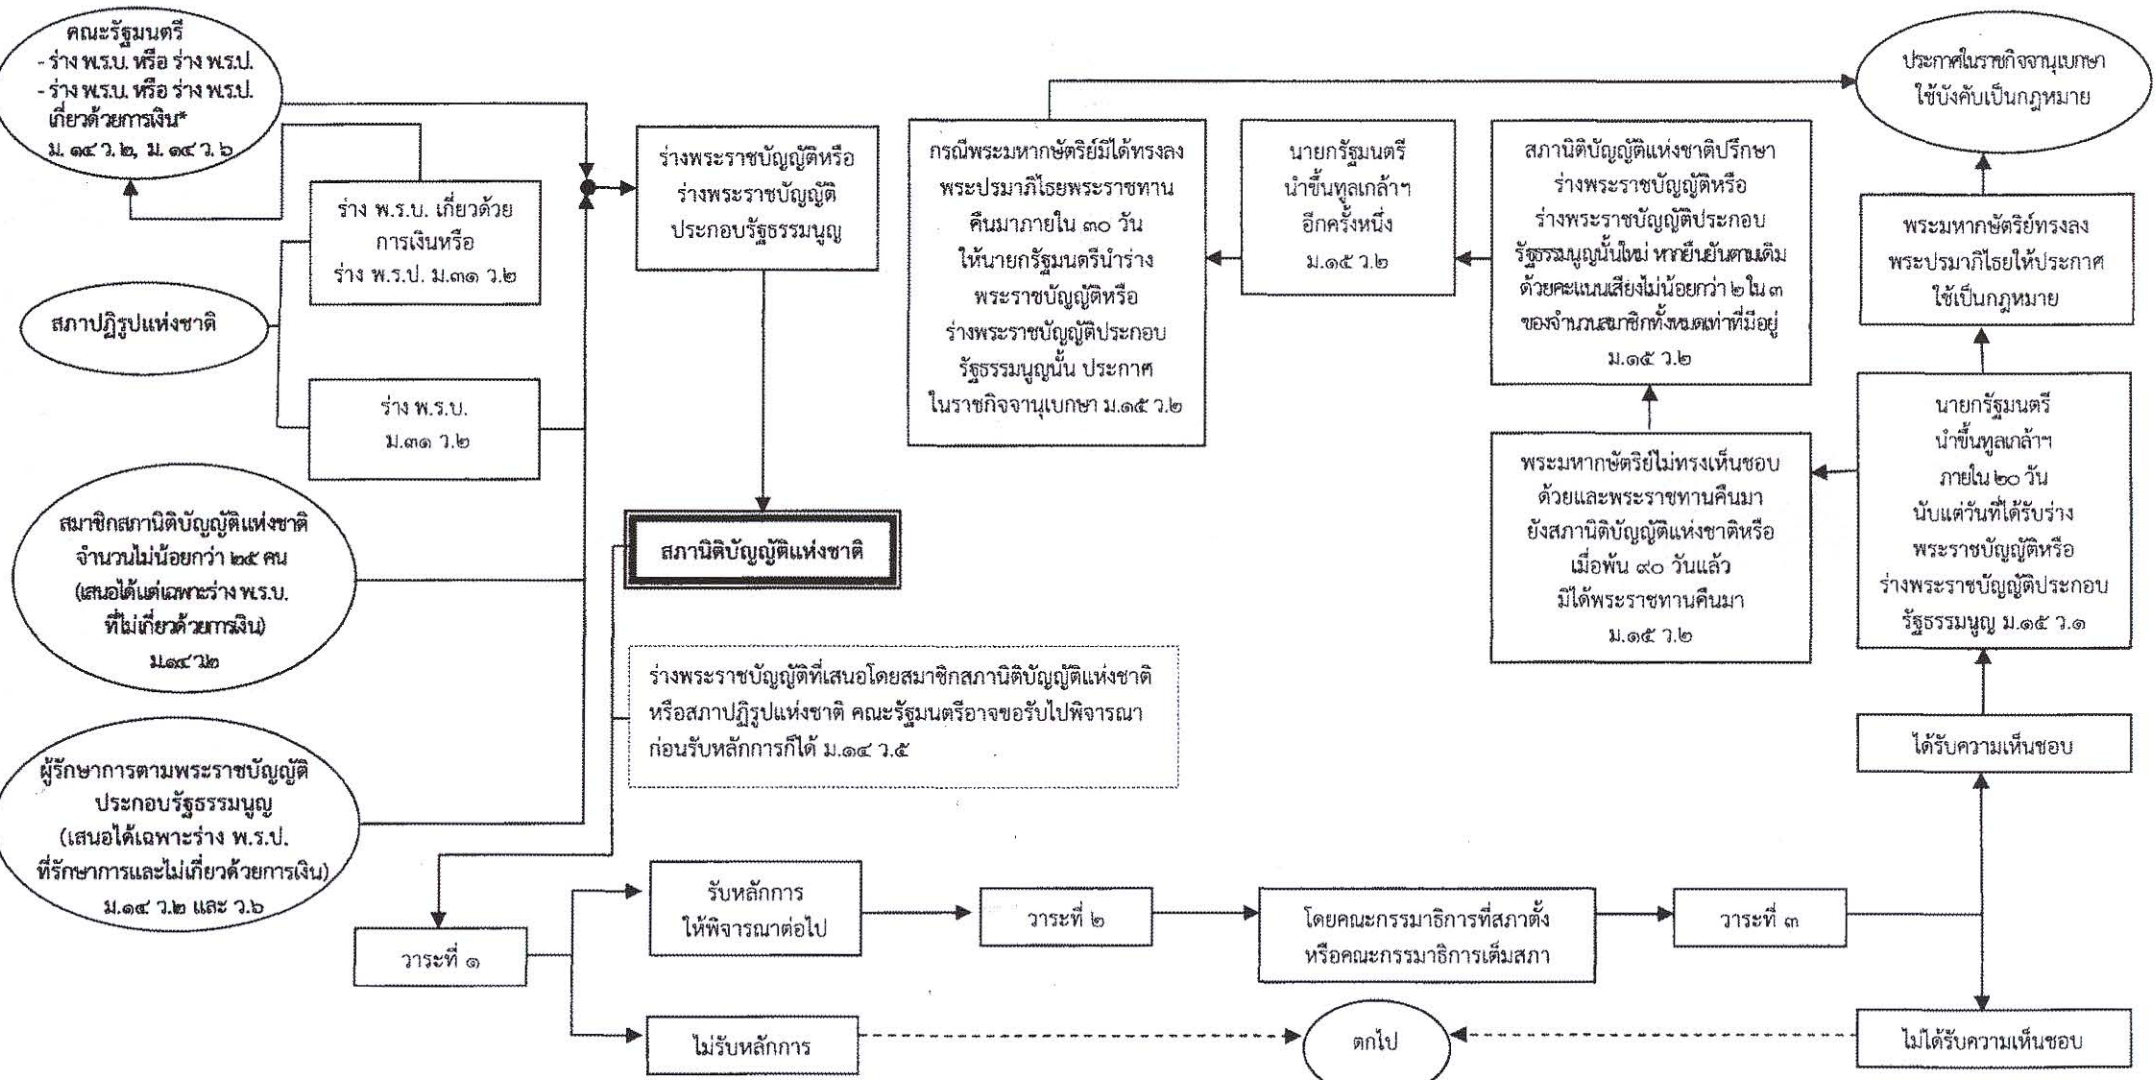 คณะรัฐมนตรี
- ร่าง พ.ร.บ. หรือ ร่าง พ.ร.ป.
- ร่าง พ.ร.บ. หรือ ร่าง พ.ร.ป.
เกี่ยวด้วยการเงิน*
ม. ๑๔ ว. ๒, ม. ๑๔ ว. ๖
ร่าง พ.ร.บ. เกี่ยวด้วย
การเงินหรือ
ร่าง พ.ร.ป. ม.๓๑ ว.๒
สภาปฏิรูปแห่งชาติ
ร่าง พ.ร.บ.
ม.๓๑ ว.๒
สมาชิกสภานิติบัญญัติแห่งชาติ
จำนวนไม่น้อยกว่า ๒๕ คน
(เสนอได้แต่เฉพาะร่าง พ.ร.บ.
ที่ไม่เกี่ยวด้วยการเงิน)
ม.๑๔ ว.๒
ผู้รักษาการตามพระราชบัญญัติ
ประกอบรัฐธรรมนูญ
(เสนอได้เฉพาะร่าง พ.ร.ป.
ที่รักษาการและไม่เกี่ยวด้วยการเงิน)
ม.๑๔ ว.๒ และ ว.๖
ร่างพระราชบัญญัติหรือ
ร่างพระราชบัญญัติ
ประกอบรัฐธรรมนูญ
สภานิติบัญญัติแห่งชาติ
ร่างพระราชบัญญัติที่เสนอโดยสมาชิกสภานิติบัญญัติแห่งชาติ
หรือสภาปฏิรูปแห่งชาติ คณะรัฐมนตรีอาจขอรับไปพิจารณา
ก่อนรับหลักการก็ได้ ม.๑๔ ว.๕
วาระที่ ๑
รับหลักการ
ให้พิจารณาต่อไป
ไม่รับหลักการ
วาระที่ ๒
โดยคณะกรรมาธิการที่สภาตั้ง
หรือคณะกรรมาธิการเต็มสภา
วาระที่ ๓
ตกไป
ไม่ได้รับความเห็นชอบ
ได้รับความเห็นชอบ
นายกรัฐมนตรี
นำขึ้นทูลเกล้าฯ
ภายใน ๒๐ วัน
นับแต่วันที่ได้รับร่าง
พระราชบัญญัติหรือ
ร่างพระราชบัญญัติประกอบ
รัฐธรรมนูญ ม.๑๕ ว.๑
พระมหากษัตริย์ทรงลง
พระปรมาภิไธยให้ประกาศ
ใช้เป็นกฎหมาย
ประกาศในราชกิจจานุเบกษา
ใช้บังคับเป็นกฎหมาย
พระมหากษัตริย์ไม่ทรงเห็นชอบ
ด้วยและพระราชทานคืนมา
ยังสภานิติบัญญัติแห่งชาติหรือ
เมื่อพ้น ๙๐ วันแล้ว
มิได้พระราชทานคืนมา
ม.๑๕ ว.๒
สภานิติบัญญัติแห่งชาติปรึกษา
ร่างพระราชบัญญัติหรือ
ร่างพระราชบัญญัติประกอบ
รัฐธรรมนูญนั้นใหม่ หากยืนยันตามเดิม
ด้วยคะแนนเสียงไม่น้อยกว่า ๒ ใน ๓
ของจำนวนสมาชิกทั้งหมดเท่าที่มีอยู่
ม.๑๕ ว.๒
นายกรัฐมนตรี
นำขึ้นทูลเกล้าฯ
อีกครั้งหนึ่ง
ม.๑๕ ว.๒
กรณีพระมหากษัตริย์มิได้ทรงลง
พระปรมาภิไธยพระราชทาน
คืนมาภายใน ๓๐ วัน
ให้นายกรัฐมนตรีนำร่าง
พระราชบัญญัติหรือ
ร่างพระราชบัญญัติประกอบ
รัฐธรรมนูญนั้น ประกาศ
ในราชกิจจานุเบกษา ม.๑๕ ว.๒